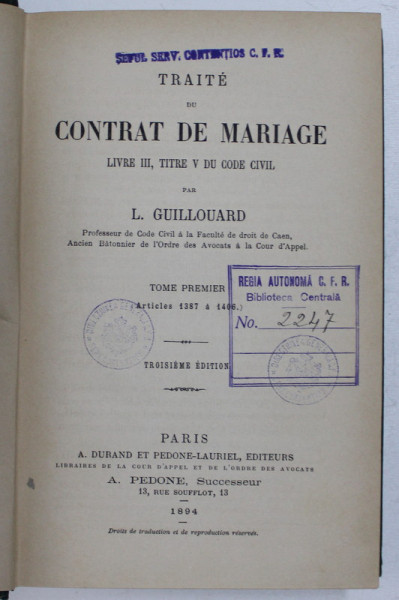 ȘEFUL SERV. CONTENȚIOS C. F. R.
TRAITÉ
DU
CONTRAT DE MARIAGE
LIVRE III, TITRE V DU CODE CIVIL
PAR
L. GUILLOUARD
Professeur de Code Civil à la Faculté de droit de Caen,
Ancien Bâtonnier de l'Ordre des Avocats à la Cour d'Appel.
TOME PREMIER
(Articles 1387 à 1406.)
REGIA AUTONOMĂ C. F. R.
Biblioteca Centrală
No. 2247
TROISIÈME ÉDITION
PARIS
A. DURAND ET PEDONE-LAURIEL, EDITEURS
LIBRAIRES DE LA COUR D'APPEL ET DE L'ORDRE DES AVOCATS
A. PEDONE, Successeur
13, RUE SOUFFLOT, 13
1894
Droits de traduction et de reproduction réservés.